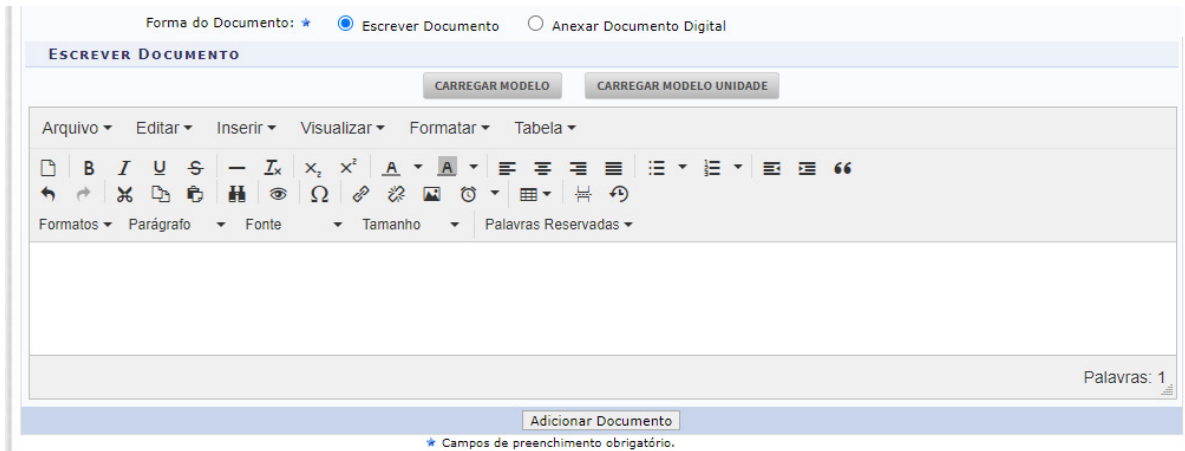 Forma do Documento: Escrever Documento Anexar Documento Digital
ESCREVER DOCUMENTO
CARREGAR MODELO CARREGAR MODELO UNIDADE
Arquivo Editar Inserir Visualizar Formatar Tabela
B I U S Ix X₂ X² A A
Ω
Formatos Parágrafo Fonte Tamanho Palavras Reservadas
Palavras: 1
Adicionar Documento
Campos de preenchimento obrigatório.